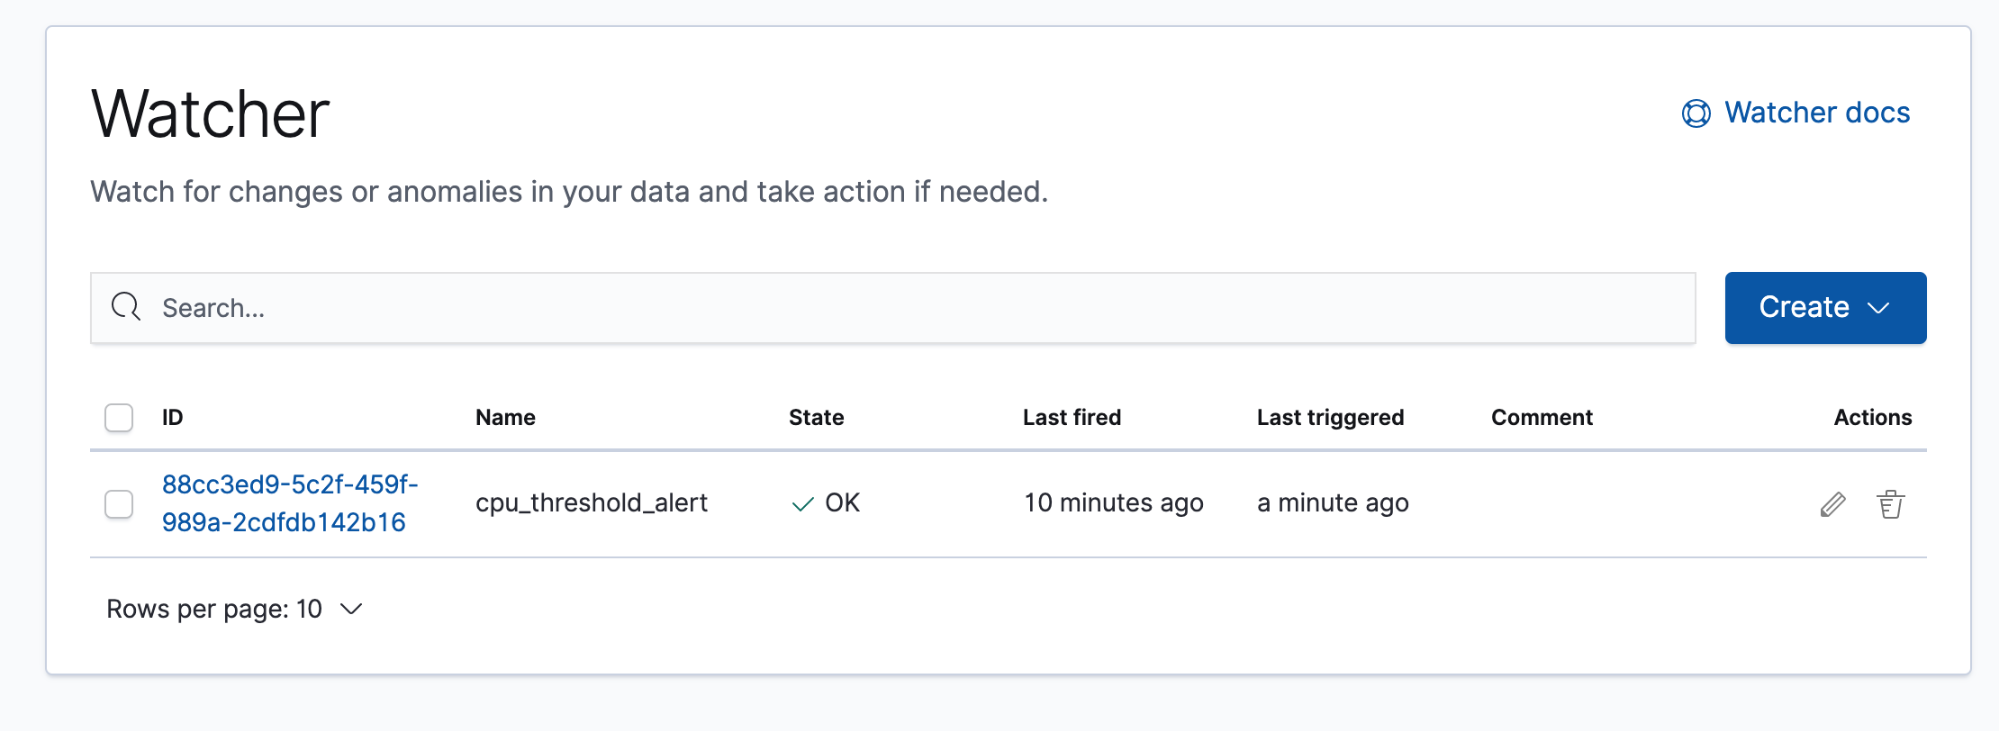 Watcher
Watcher docs
Watch for changes or anomalies in your data and take action if needed.
Search...
Create
ID Name State Last fired Last triggered Comment Actions
88cc3ed9-5c2f-459f-
989a-2cdfdb142b16 cpu_threshold_alert OK 10 minutes ago a minute ago
Rows per page: 10